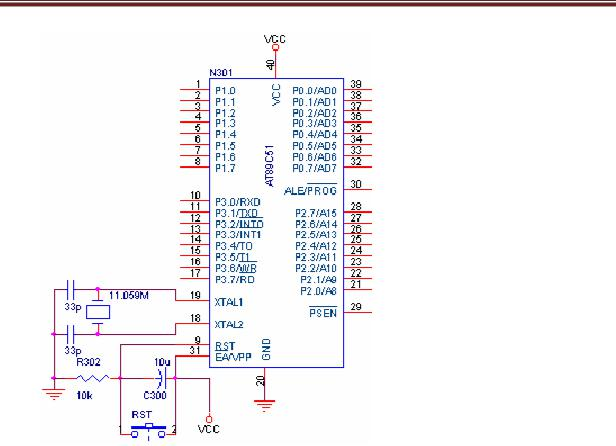 VCC
40
N301
VCC
AT89C51
GND
20
1 P1.0
2 P1.1
3 P1.2
4 P1.3
5 P1.4
6 P1.5
7 P1.6
8 P1.7
10 P3.0/RXD
11 P3.1/TXD
12 P3.2/INT0
13 P3.3/INT1
14 P3.4/T0
15 P3.5/T1
16 P3.6/WR
17 P3.7/RD
19 XTAL1
18 XTAL2
9 RST
31 EA/VPP
P0.0/AD0 39
P0.1/AD1 38
P0.2/AD2 37
P0.3/AD3 36
P0.4/AD4 35
P0.5/AD5 34
P0.6/AD6 33
P0.7/AD7 32
ALE/PROG 30
P2.7/A15 28
P2.6/A14 27
P2.5/A13 26
P2.4/A12 25
P2.3/A11 24
P2.2/A10 23
P2.1/A9 22
P2.0/A8 21
PSEN 29
33p
11.059M
33p
R302
10k
10u
C300
RST
1 2
VCC